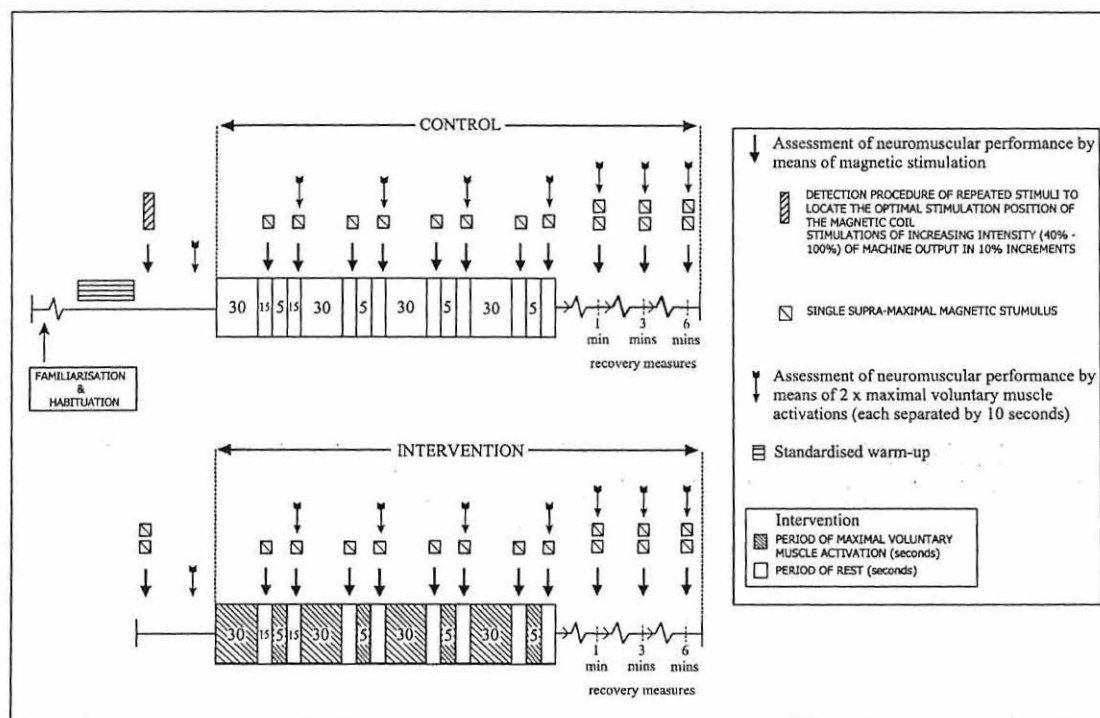 CONTROL
30 15 5 15 30 5 30 5 30 5
1 3 6
min mins mins
recovery measures
FAMILIARISATION
&
HABITUATION
INTERVENTION
30 15 5 15 30 5 30 5 30 5
1 3 6
min mins mins
recovery measures
Assessment of neuromuscular performance by
means of magnetic stimulation
DETECTION PROCEDURE OF REPEATED STIMULI TO
LOCATE THE OPTIMAL STIMULATION POSITION OF
THE MAGNETIC COIL
STIMULATIONS OF INCREASING INTENSITY (40% -
100%) OF MACHINE OUTPUT IN 10% INCREMENTS
SINGLE SUPRA-MAXIMAL MAGNETIC STUMULUS
Assessment of neuromuscular performance by
means of 2 x maximal voluntary muscle
activations (each separated by 10 seconds)
Standardised warm-up
Intervention
PERIOD OF MAXIMAL VOLUNTARY
MUSCLE ACTIVATION (seconds)
PERIOD OF REST (seconds)